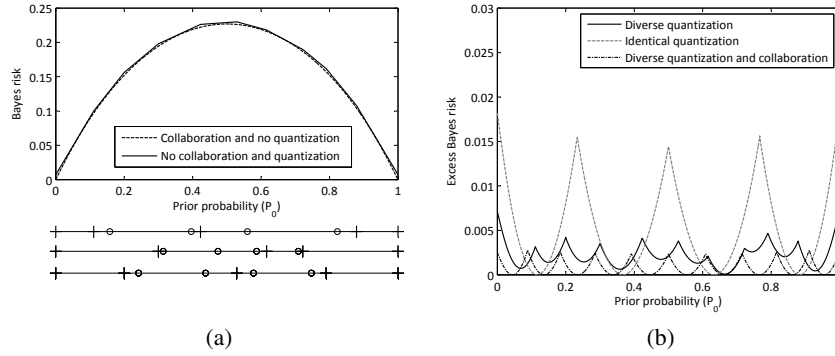 0.25
0.2
0.15
0.1
0.05
0
Bayes risk
Collaboration and no quantization
No collaboration and quantization
0 0.2 0.4 0.6 0.8 1
Prior probability (P0)
(a)
0.03
0.025
0.02
0.015
0.01
0.005
0
Excess Bayes risk
Diverse quantization
Identical quantization
Diverse quantization and collaboration
0 0.2 0.4 0.6 0.8
Prior probability (P0)
(b)